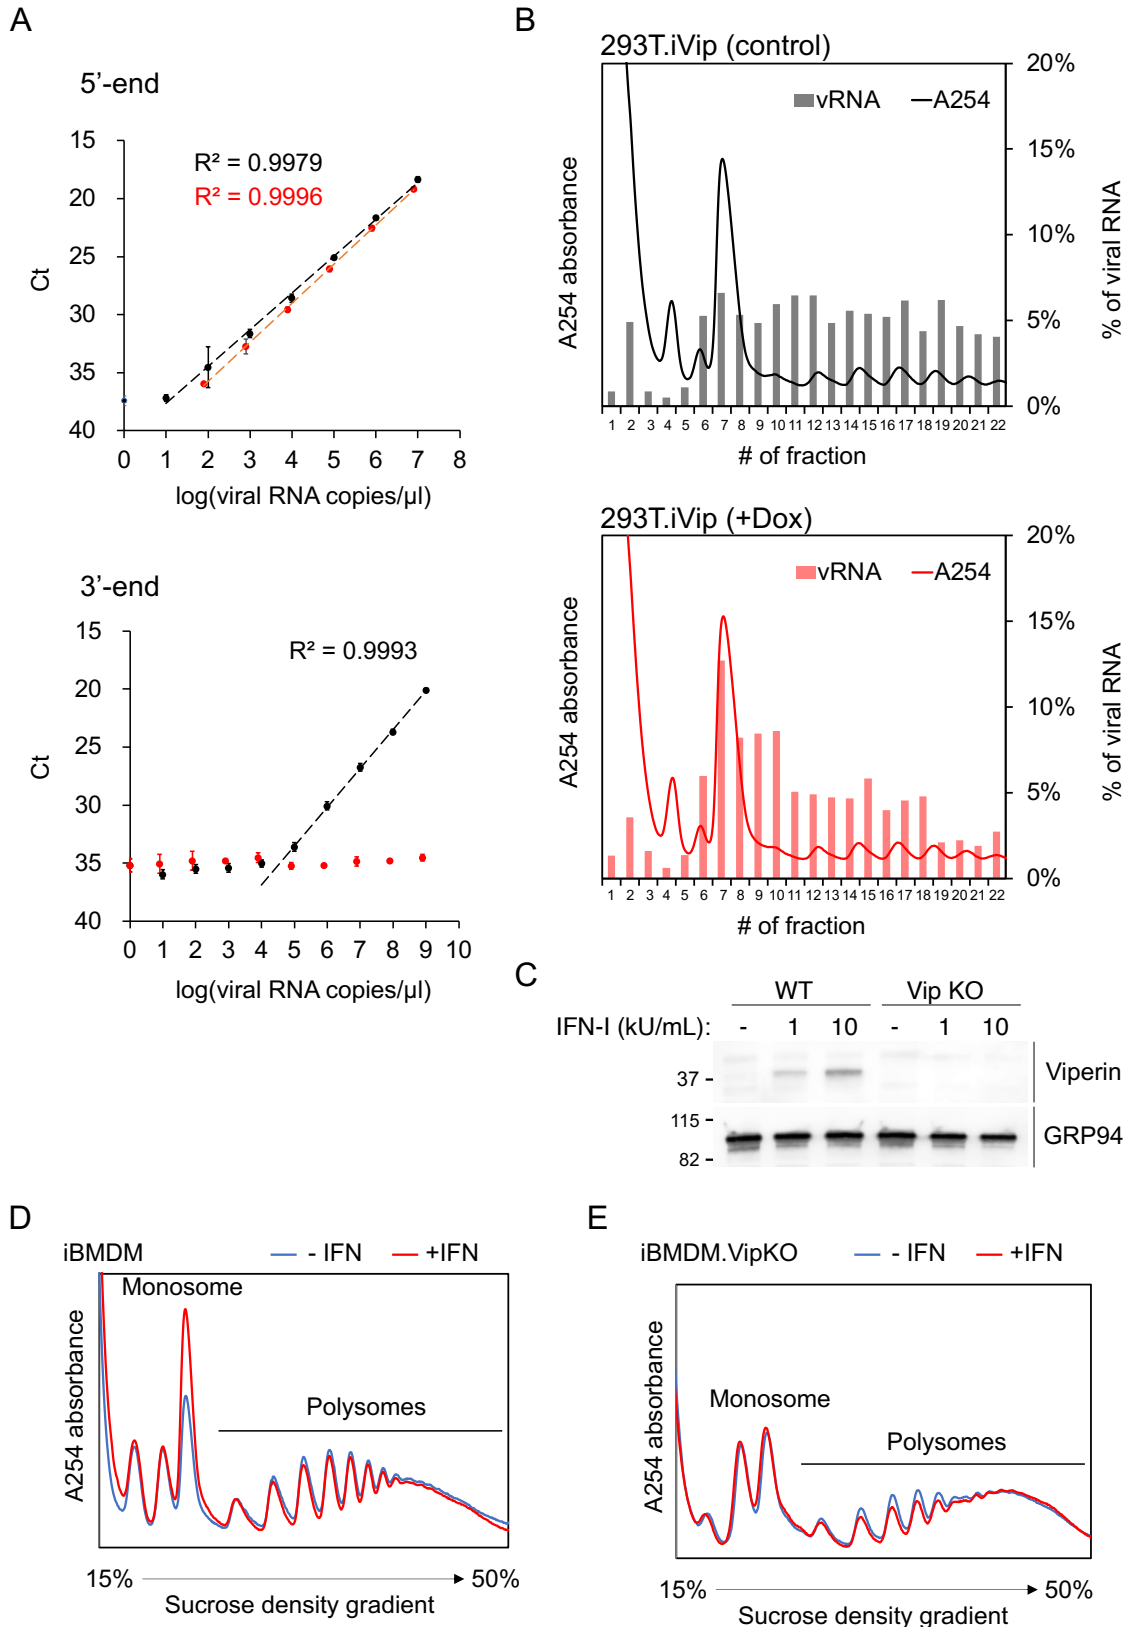 A
5’-end
R² = 0.9979
R² = 0.9996
15
20
25
30
35
40
Ct
0 1 2 3 4 5 6 7 8
log(viral RNA copies/µl)
3’-end
R² = 0.9993
15
20
25
30
35
40
Ct
0 1 2 3 4 5 6 7 8 9 10
log(viral RNA copies/µl)
B
293T.iVip (control)
vRNA A254
20%
15%
10%
5%
0%
A254 absorbance
% of viral RNA
1 2 3 4 5 6 7 8 9 10 11 12 13 14 15 16 17 18 19 20 21 22
# of fraction
293T.iVip (+Dox)
vRNA A254
20%
15%
10%
5%
0%
A254 absorbance
% of viral RNA
1 2 3 4 5 6 7 8 9 10 11 12 13 14 15 16 17 18 19 20 21 22
# of fraction
C
WT Vip KO
IFN-I (kU/mL): - 1 10 - 1 10
37 Viperin
115
GRP94
82
D
iBMDM - IFN +IFN
Monosome
Polysomes
A254 absorbance
15% 50%
Sucrose density gradient
E
iBMDM.VipKO - IFN +IFN
Monosome
Polysomes
A254 absorbance
15% 50%
Sucrose density gradient